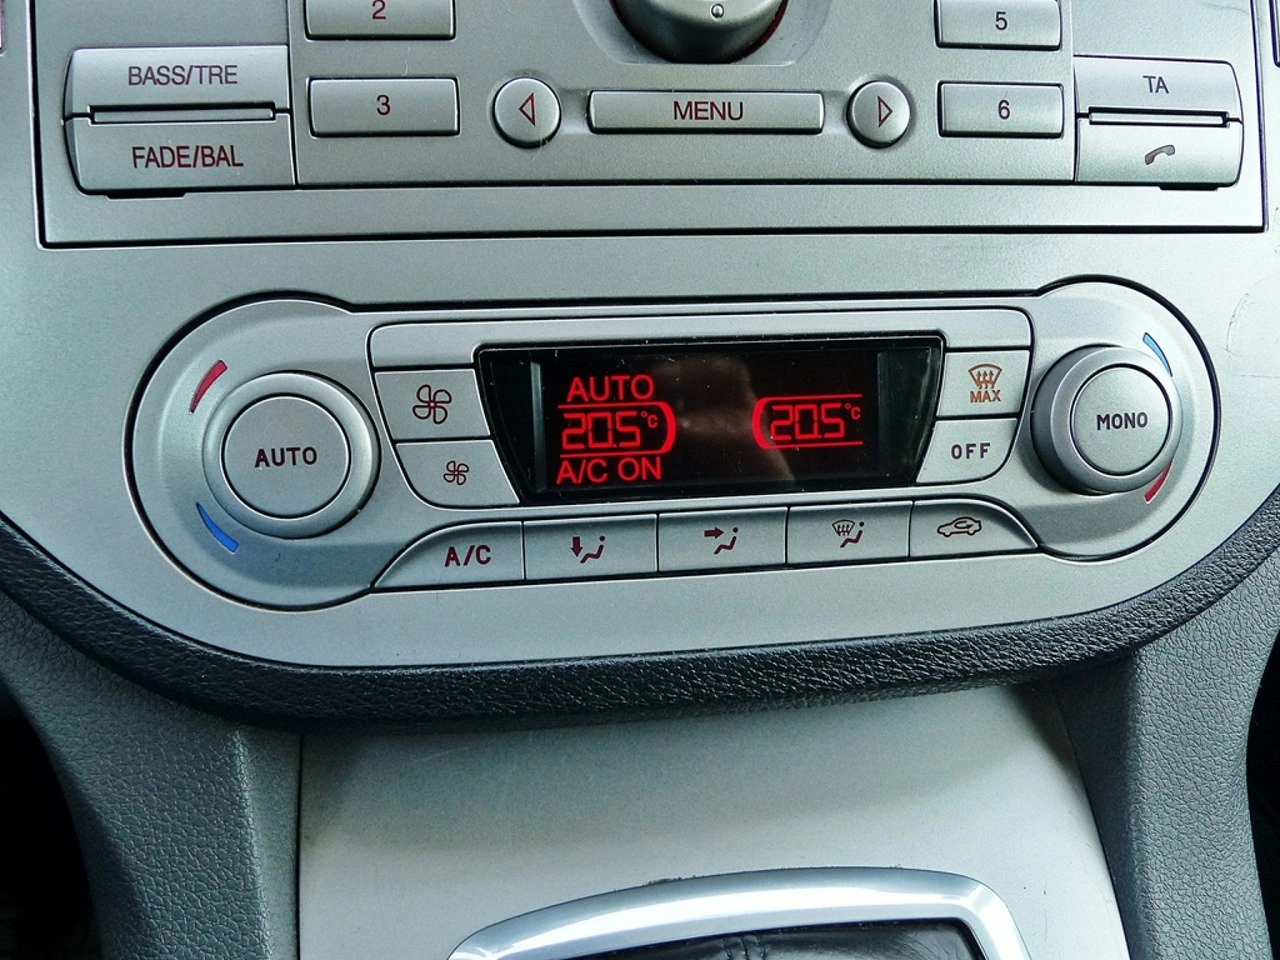 2
5
BASS/TRE
3
MENU
6
TA
FADE/BAL
AUTO
AUTO
20.5°C
20.5°C
A/C ON
MAX
OFF
MONO
A/C